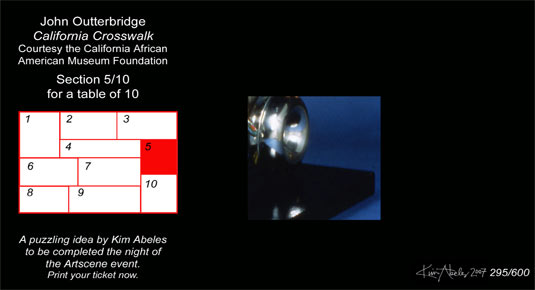 John Outterbridge
California Crosswalk
Courtesy the California African
American Museum Foundation
Section 5/10
for a table of 10
1
2
3
4
5
6
7
8
9
10
A puzzling idea by Kim Abeles
to be completed the night of
the Artscene event.
Print your ticket now.
Kim Abeles 2007 295/600